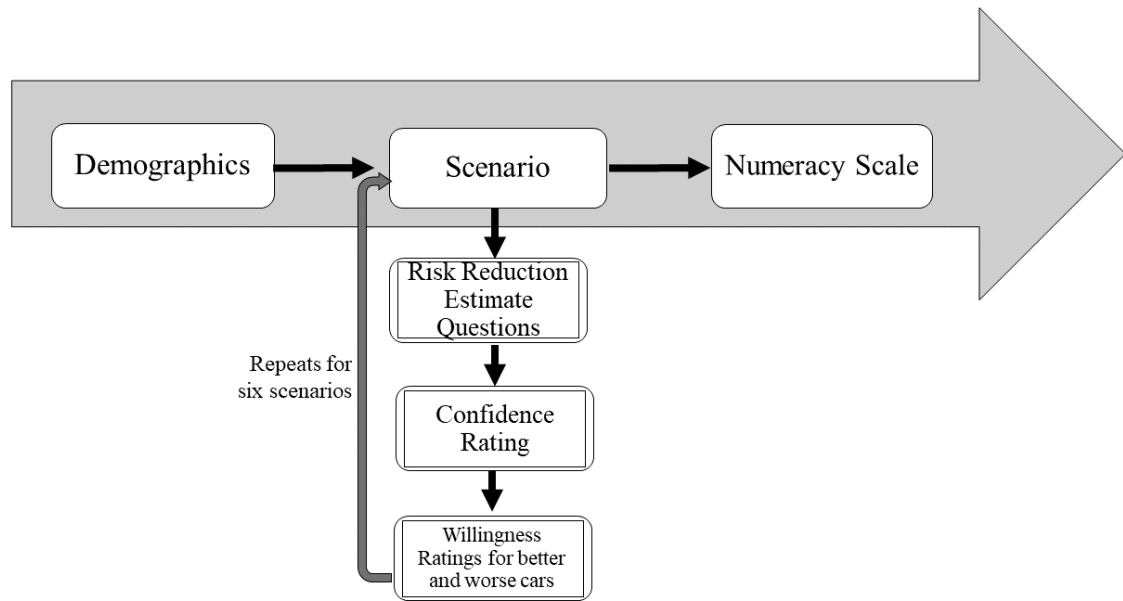 Demographics
Scenario
Numeracy Scale
Risk Reduction
Estimate
Questions
Repeats for
six scenarios
Confidence
Rating
Willingness
Ratings for better
and worse cars